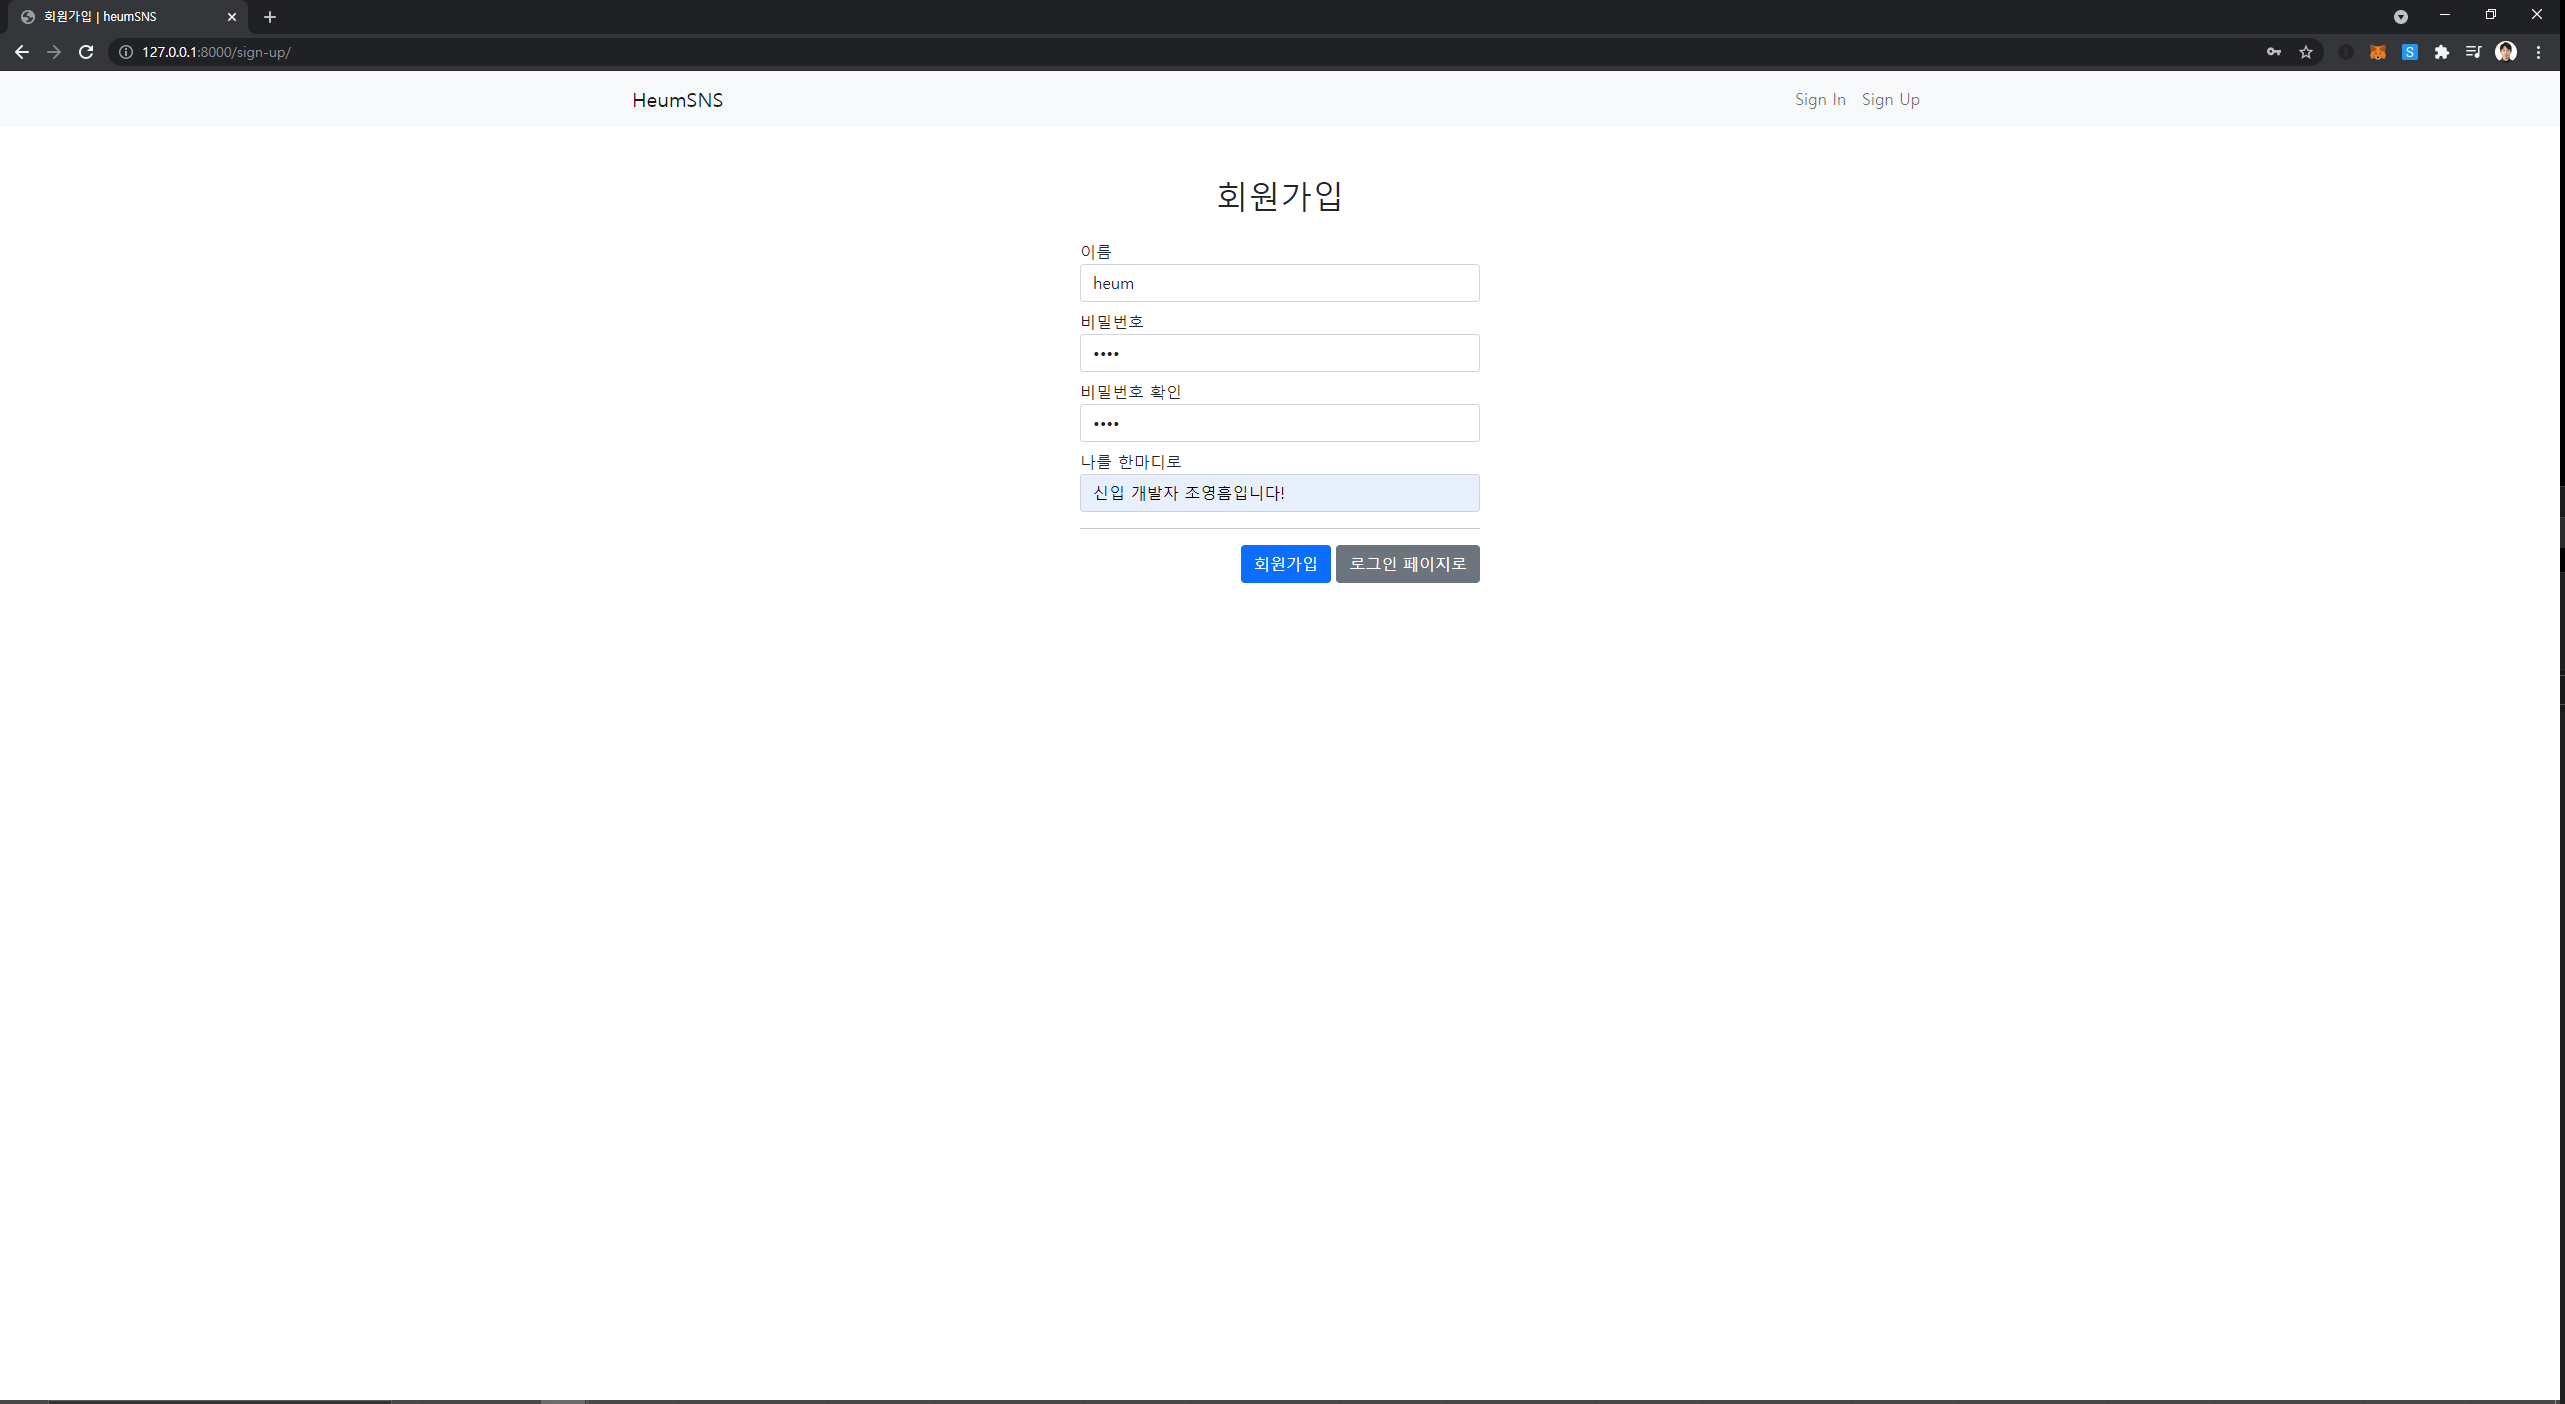 회원가입 | heumSNS
127.0.0.1:8000/sign-up/
S
HeumSNS
Sign In
Sign Up
회원가입
이름
heum
비밀번호
••••
비밀번호 확인
••••
나를 한마디로
신입 개발자 조영흠입니다!
회원가입
로그인 페이지로